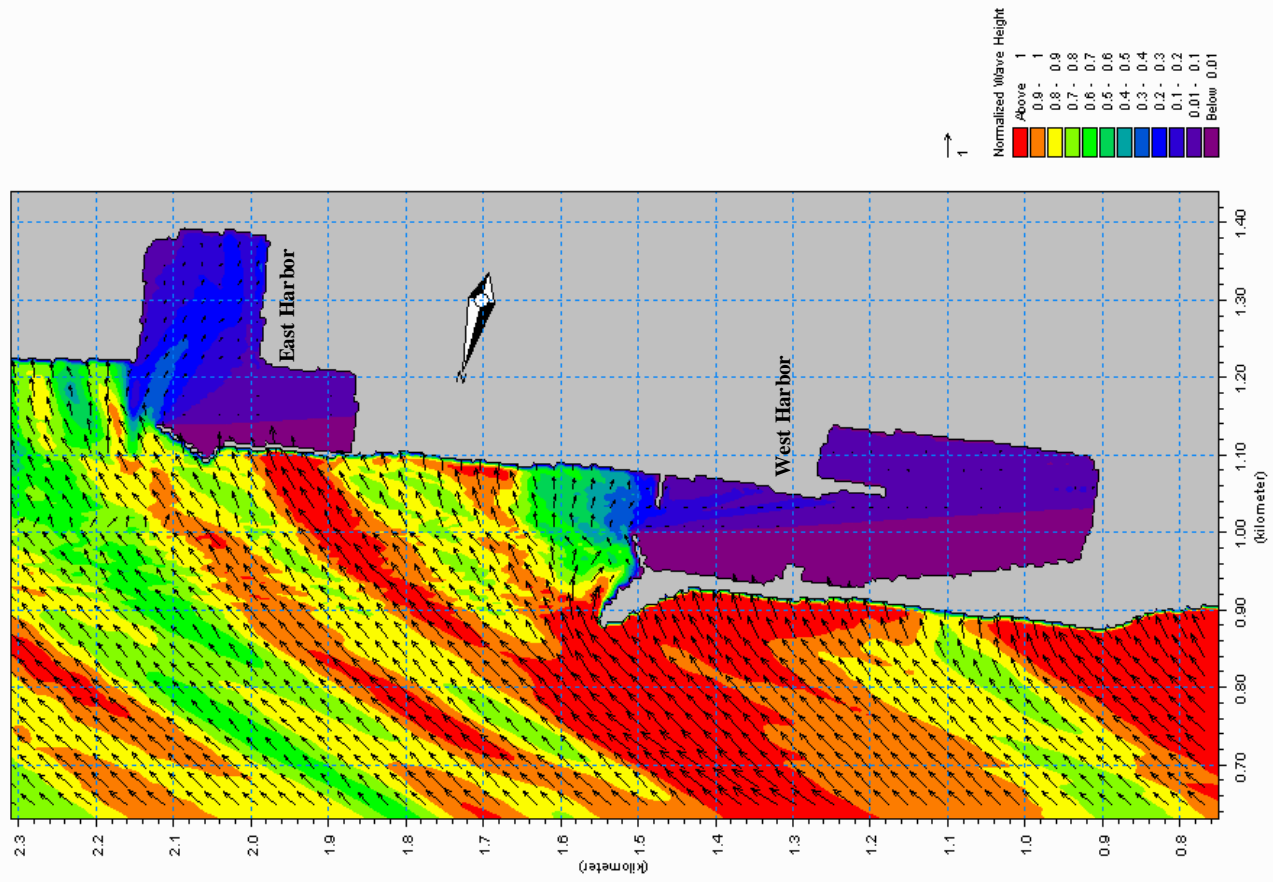 2.3
2.2
2.1
2.0
1.9
1.8
1.7
1.6
1.5
1.4
1.3
1.2
1.1
1.0
0.9
0.8
(kilometer)
0.70
0.80
0.90
1.00
1.10
1.20
1.30
1.40
(kilometer)
East Harbor
West Harbor
N
1
Normalized Wave Height
Above 1
0.9 - 1
0.8 - 0.9
0.7 - 0.8
0.6 - 0.7
0.5 - 0.6
0.4 - 0.5
0.3 - 0.4
0.2 - 0.3
0.1 - 0.2
0.01 - 0.1
Below 0.01